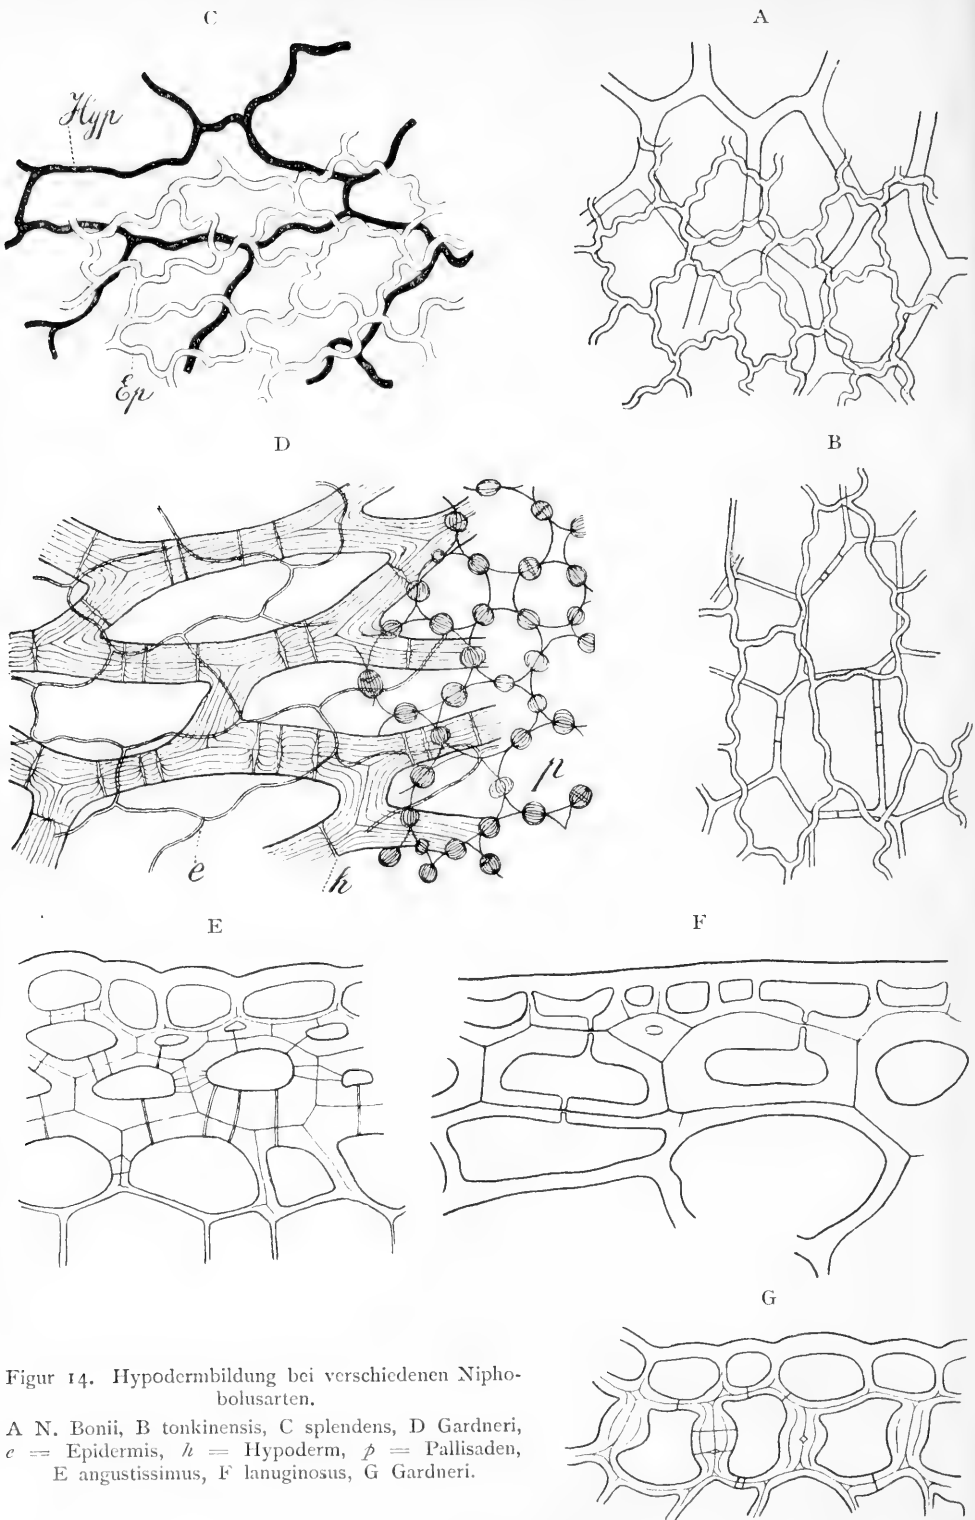 C
A
Hyp
Ep
D
B
p
e
h
E
F
G
Figur 14. Hypodermbildung bei verschiedenen Nipho-
bolusarten.
A N. Bonii, B tonkinensis, C splendens, D Gardneri,
e = Epidermis, h = Hypoderm, p = Pallisaden,
E angustissimus, F lanuginosus, G Gardneri.